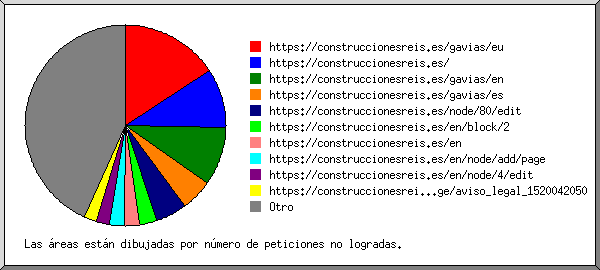 https://construccionesreis.es/gavias/eu
https://construccionesreis.es/
https://construccionesreis.es/gavias/en
https://construccionesreis.es/gavias/es
https://construccionesreis.es/node/80/edit
https://construccionesreis.es/en/block/2
https://construccionesreis.es/en
https://construccionesreis.es/en/node/add/page
https://construccionesreis.es/en/node/4/edit
https://construccionesrei...ge/aviso_legal_1520042050
Otro
Las áreas están dibujadas por número de peticiones no logradas.